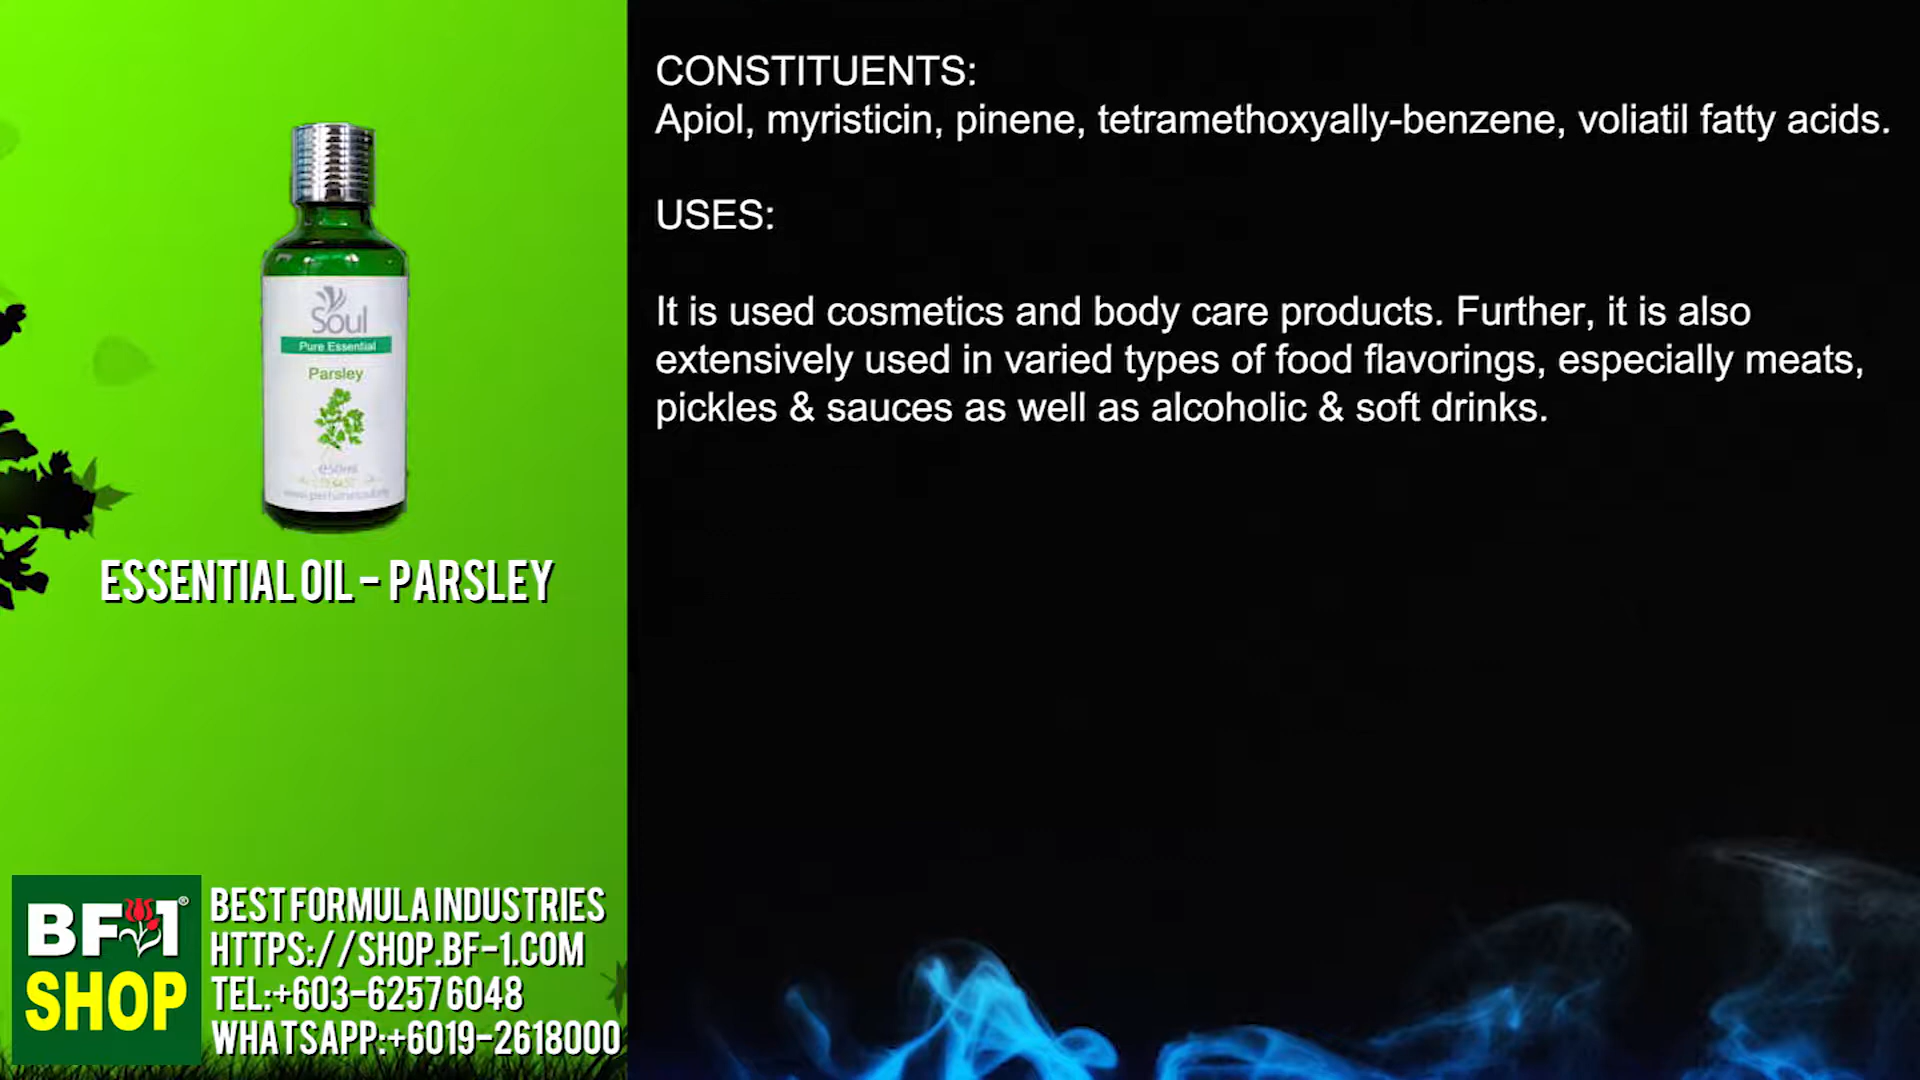 CONSTITUENTS:
Apiol, myristicin, pinene, tetramethoxyally-benzene, voliatil fatty acids.
USES:
It is used cosmetics and body care products. Further, it is also
extensively used in varied types of food flavorings, especially meats,
pickles & sauces as well as alcoholic & soft drinks.
Soul
Pure Essential
Parsley
e50ml
ESSENTIAL OIL - PARSLEY
BF-1®
SHOP
BEST FORMULA INDUSTRIES
HTTPS://SHOP.BF-1.COM
TEL:+603-62576048
WHATSAPP:+6019-2618000